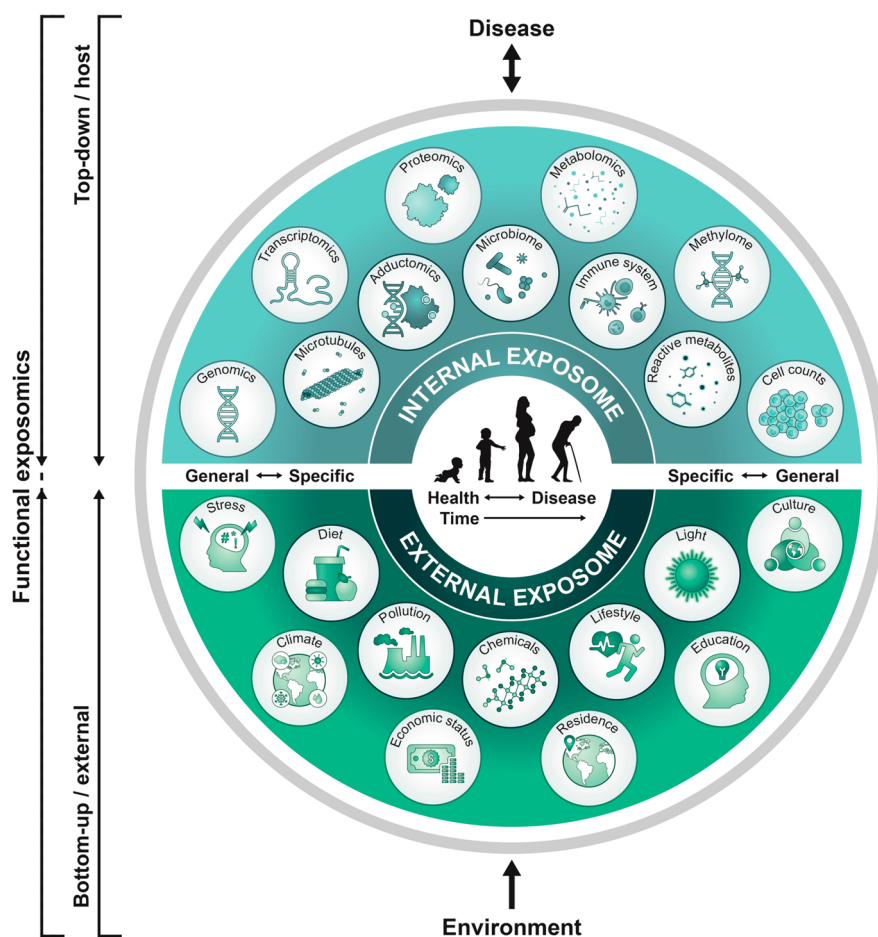 Disease
Top-down / host
Functional exposomics
Bottom-up / external
Proteomics
Metabolomics
Transcriptomics
Adductomics
Microbiome
Immune system
Methylome
Genomics
Microtubules
Reactive metabolites
Cell counts
INTERNAL EXPOSOME
General
Specific
Specific
General
Health
Disease
Time
EXTERNAL EXPOSOME
Stress
#*!
Diet
Light
Culture
Climate
Pollution
Chemicals
Lifestyle
Education
Economic status
$
Residence
Environment